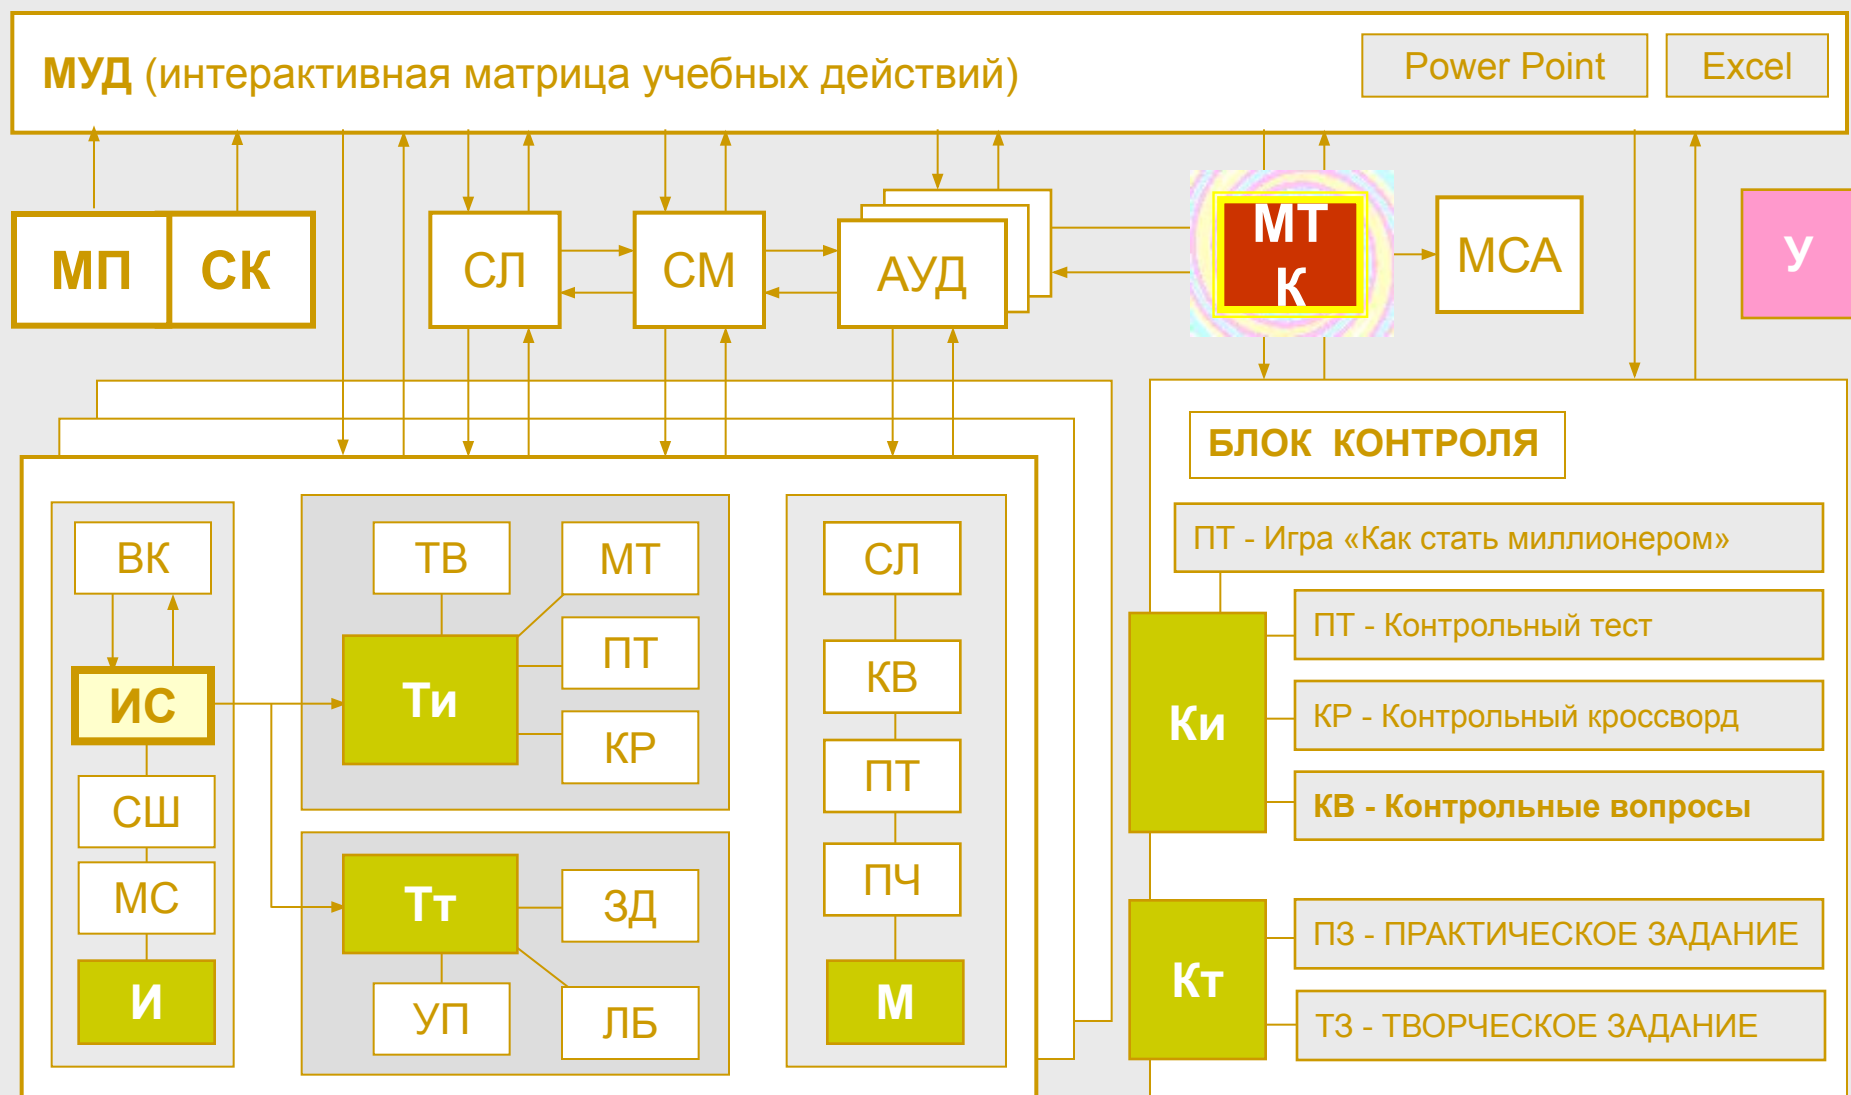 МУД (интерактивная матрица учебных действий)
Power Point
Excel
МП
СК
СЛ
СМ
АУД
МТ
К
МСА
У
БЛОК КОНТРОЛЯ
ВК
ИС
СШ
МС
И
ТВ
МТ
ПТ
КР
Ти
Тт
ЗД
УП
ЛБ
СЛ
КВ
ПТ
ПЧ
М
ПТ - Игра «Как стать миллионером»
Ки
ПТ - Контрольный тест
КР - Контрольный кроссворд
КВ - Контрольные вопросы
Кт
ПЗ - ПРАКТИЧЕСКОЕ ЗАДАНИЕ
ТЗ - ТВОРЧЕСКОЕ ЗАДАНИЕ